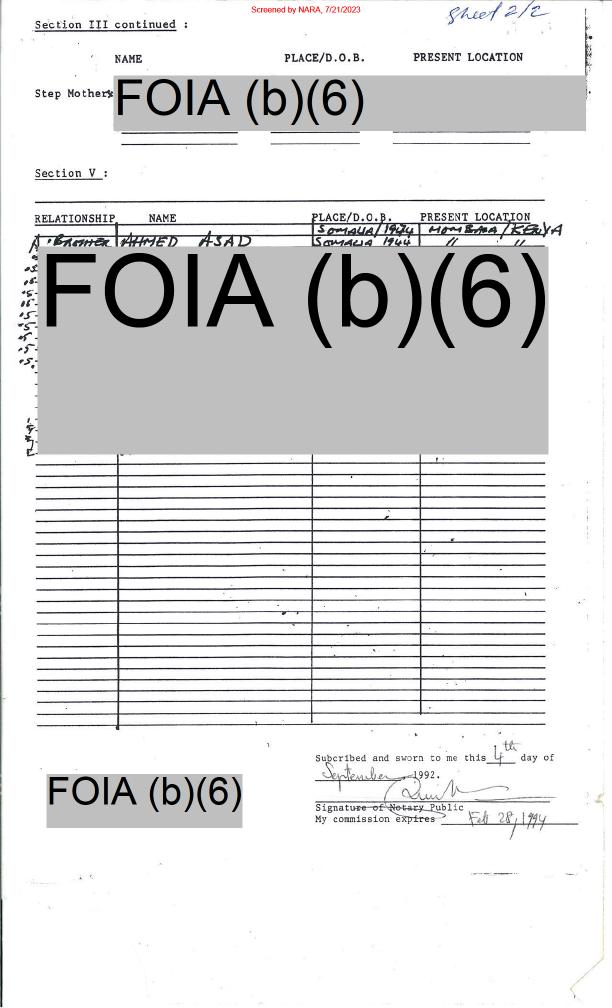 Screened by NARA, 7/21/2023
Sheet 2/2
Section III continued :
NAME PLACE/D.O.B. PRESENT LOCATION
Step Mother:
FOIA (b)(6)
Section V :
RELATIONSHIP NAME PLACE/D.O.B. PRESENT LOCATION
SOMALIA/1944 MOMBASA/KENYA
BROTHER AHMED ASAD SOMALIA 1944 " "
FOIA (b)(6)
Subcribed and sworn to me this 4th day of
September 1992.
FOIA (b)(6)
Signature of Notary Public
My commission expires Feb 28, 1994